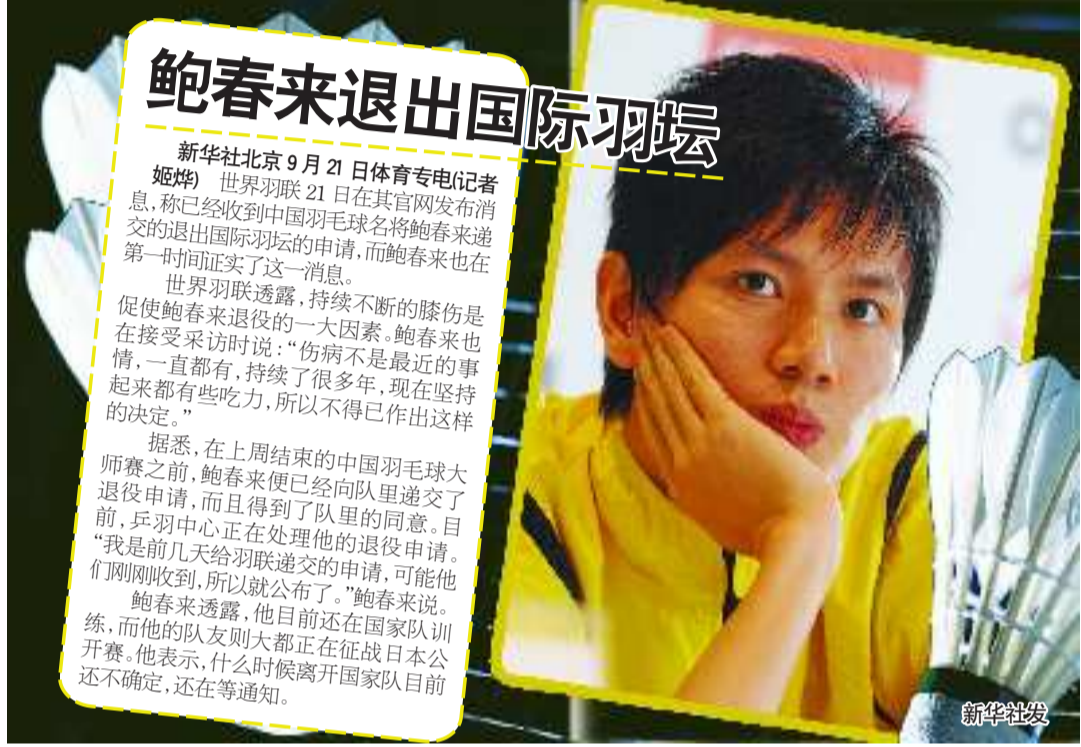 鲍春来退出国际羽坛
新华社北京9月21日体育专电(记者
姬烨) 世界羽联21日在其官网发布消
息,称已经收到中国羽毛球名将鲍春来递
交的退出国际羽坛的申请,而鲍春来也在
第一时间证实了这一消息。
世界羽联透露,持续不断的膝伤是
促使鲍春来退役的一大因素。鲍春来也
在接受采访时说:“伤病不是最近的事
情,一直都有,持续了很多年,现在坚持
起来都有些吃力,所以不得已作出这样
的决定。”
据悉,在上周结束的中国羽毛球大
师赛之前,鲍春来便已经向队里递交了
退役申请,而且得到了队里的同意。目
前,乒羽中心正在处理他的退役申请。
“我是前几天给羽联递交的申请,可能他
们刚刚收到,所以就公布了。”鲍春来说。
鲍春来透露,他目前还在国家队训
练,而他的队友则大都正在征战日本公
开赛。他表示,什么时候离开国家队目前
还不确定,还在等通知。
新华社发